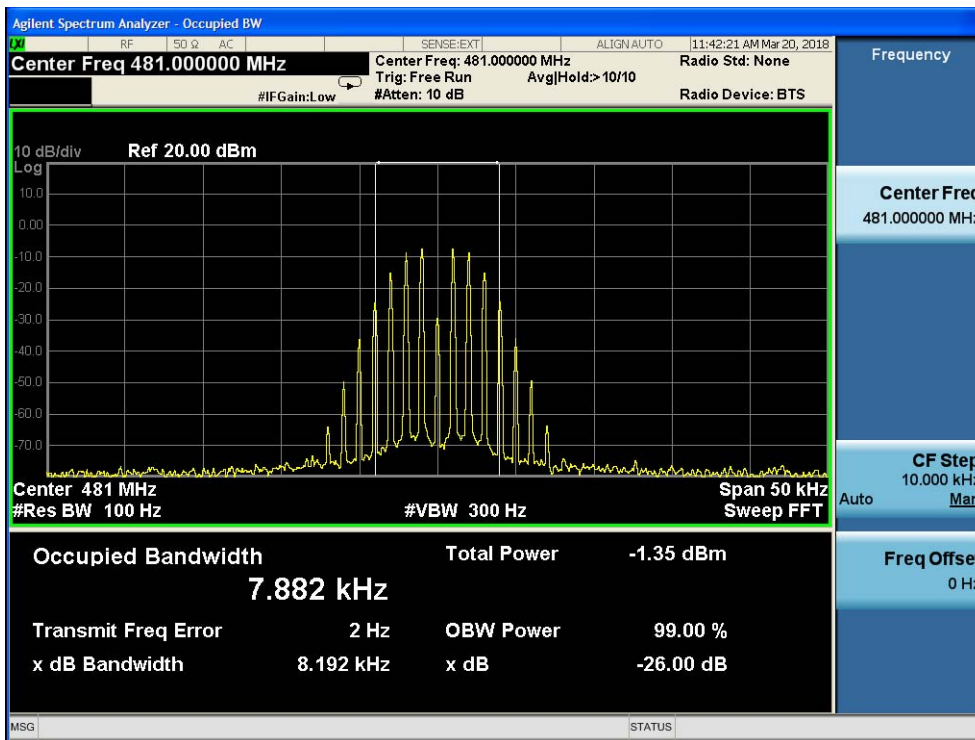 Agilent Spectrum Analyzer - Occupied BW
LXI RF 50 Ω AC SENSE:EXT ALIGN AUTO 11:42:21 AM Mar 20, 2018
Center Freq 481.000000 MHz
Center Freq: 481.000000 MHz
Radio Std: None
Trig: Free Run Avg|Hold:> 10/10
#IFGain:Low
#Atten: 10 dB
Radio Device: BTS
10 dB/div Ref 20.00 dBm
Log
10.0
0.00
-10.0
-20.0
-30.0
-40.0
-50.0
-60.0
-70.0
Center 481 MHz Span 50 kHz
#Res BW 100 Hz #VBW 300 Hz Sweep FFT
Occupied Bandwidth Total Power -1.35 dBm
7.882 kHz
Transmit Freq Error 2 Hz OBW Power 99.00 %
x dB Bandwidth 8.192 kHz x dB -26.00 dB
MSG STATUS
Frequency
Center Freq
481.000000 MHz
CF Step
10.000 kHz
Auto Man
Freq Offse
0 Hz